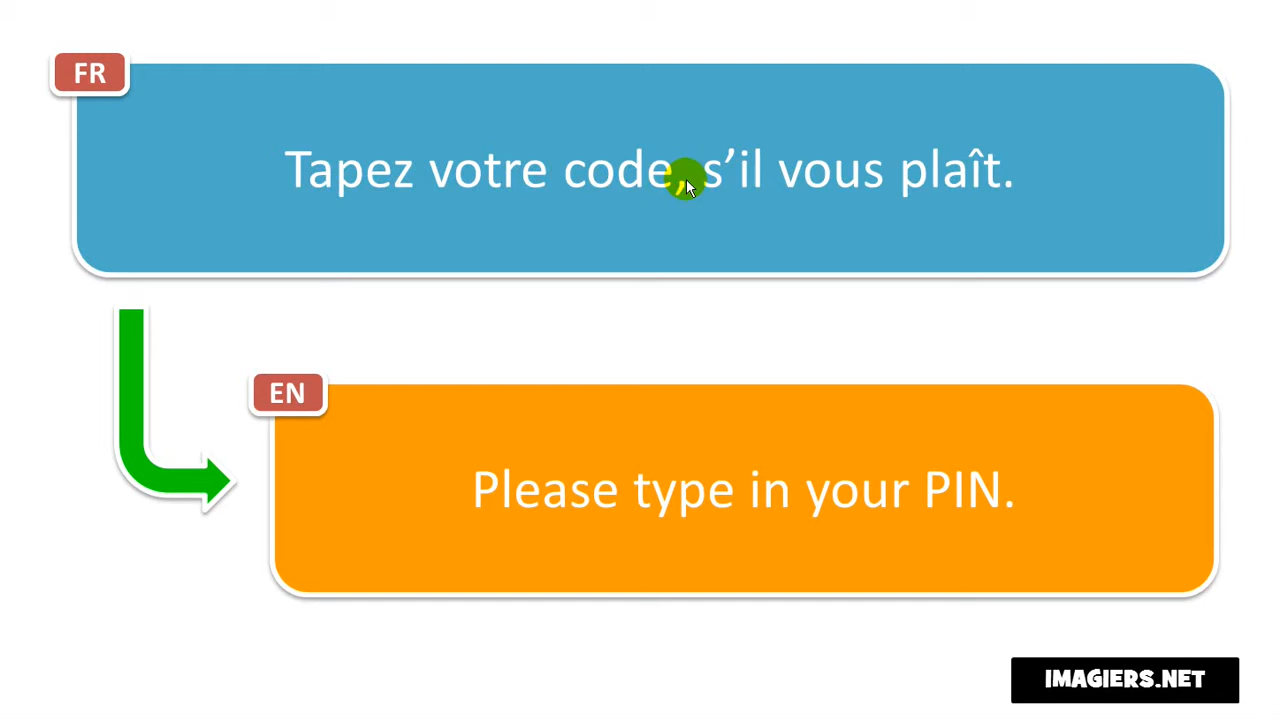 FR
Tapez votre code, s’il vous plaît.
EN
Please type in your PIN.
IMAGIERS.NET